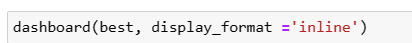 dashboard(best, display_format ='inline')